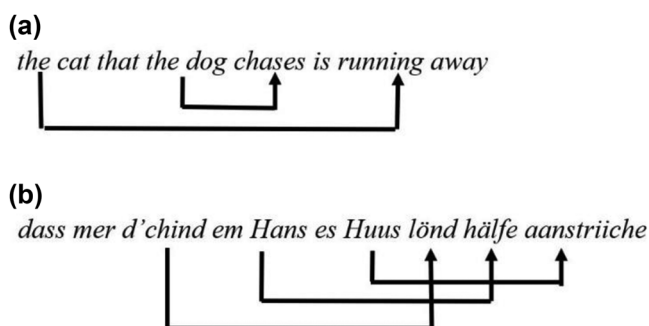 (a)
the cat that the dog chases is running away
(b)
dass mer d’chind em Hans es Huus lönd hälfe aanstriiche